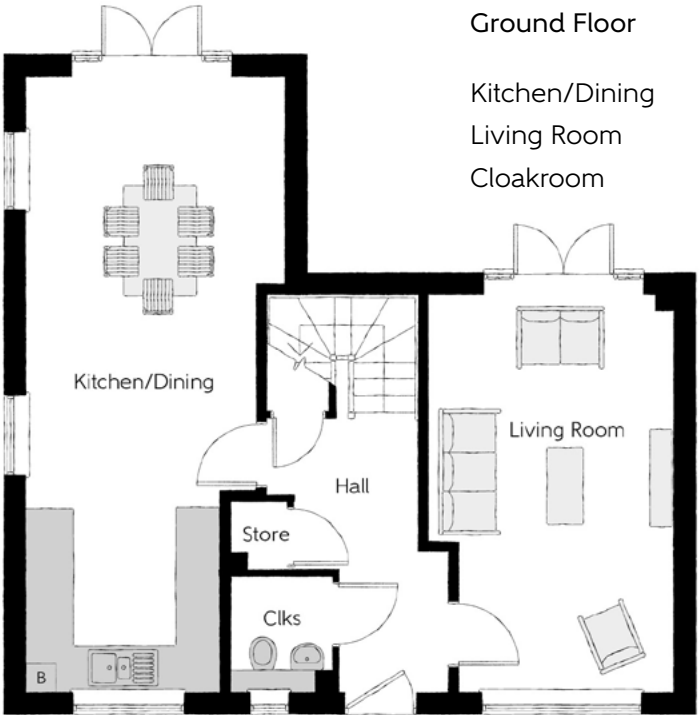 Ground Floor
Kitchen/Dining
Living Room
Cloakroom
Kitchen/Dining
Living Room
Hall
Store
Clks
B